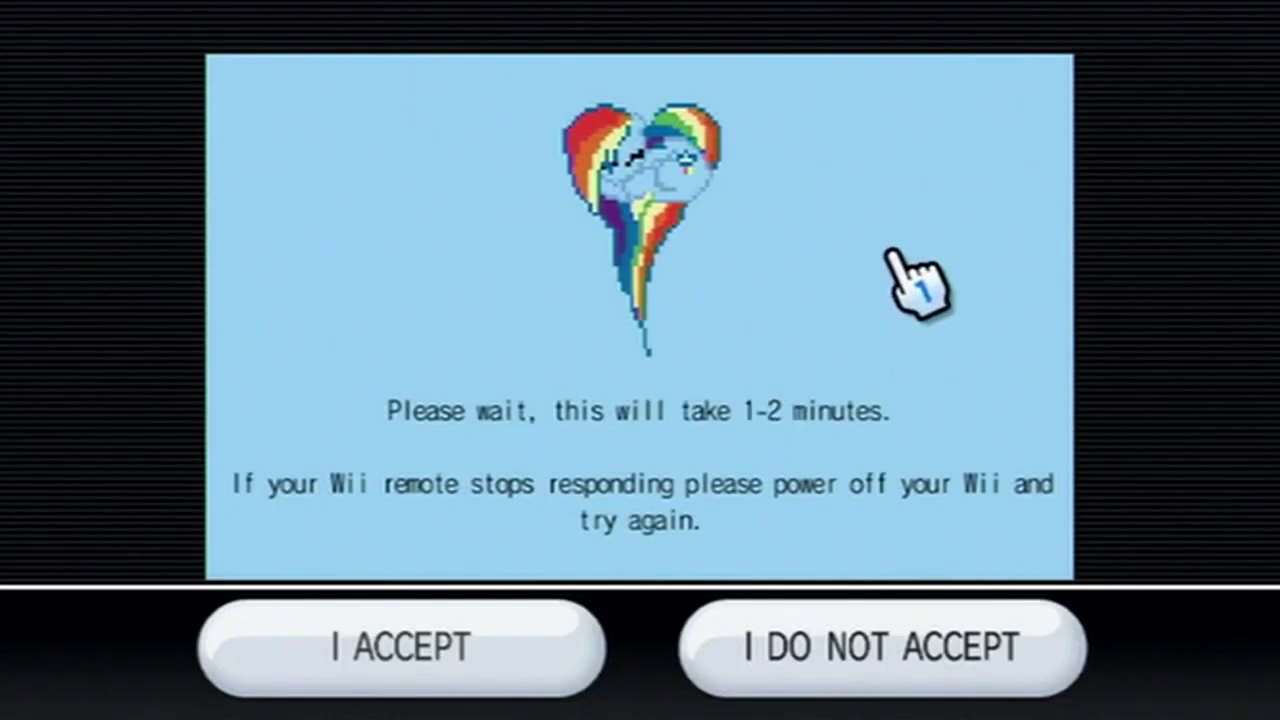 1
Please wait, this will take 1-2 minutes.
If your Wii remote stops responding please power off your Wii and
try again.
I ACCEPT
I DO NOT ACCEPT